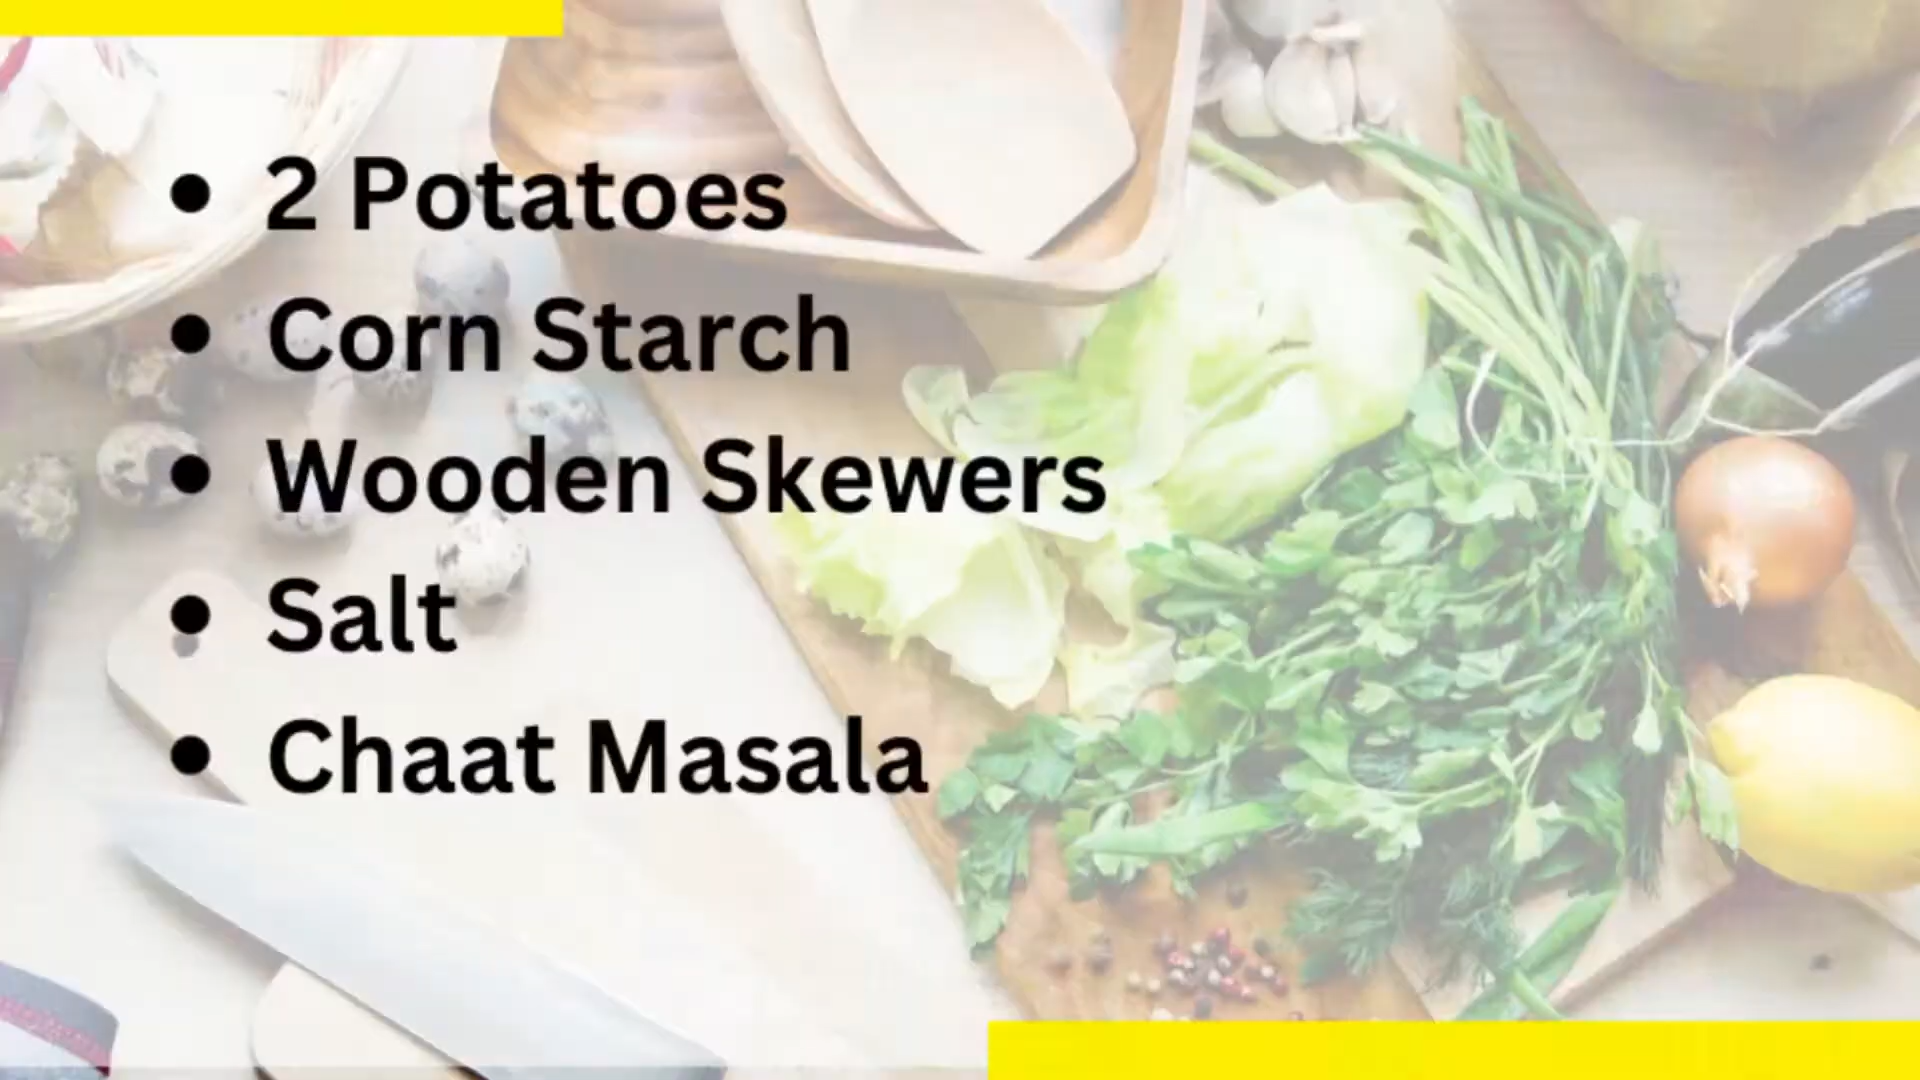 • 2 Potatoes
• Corn Starch
• Wooden Skewers
• Salt
• Chaat Masala